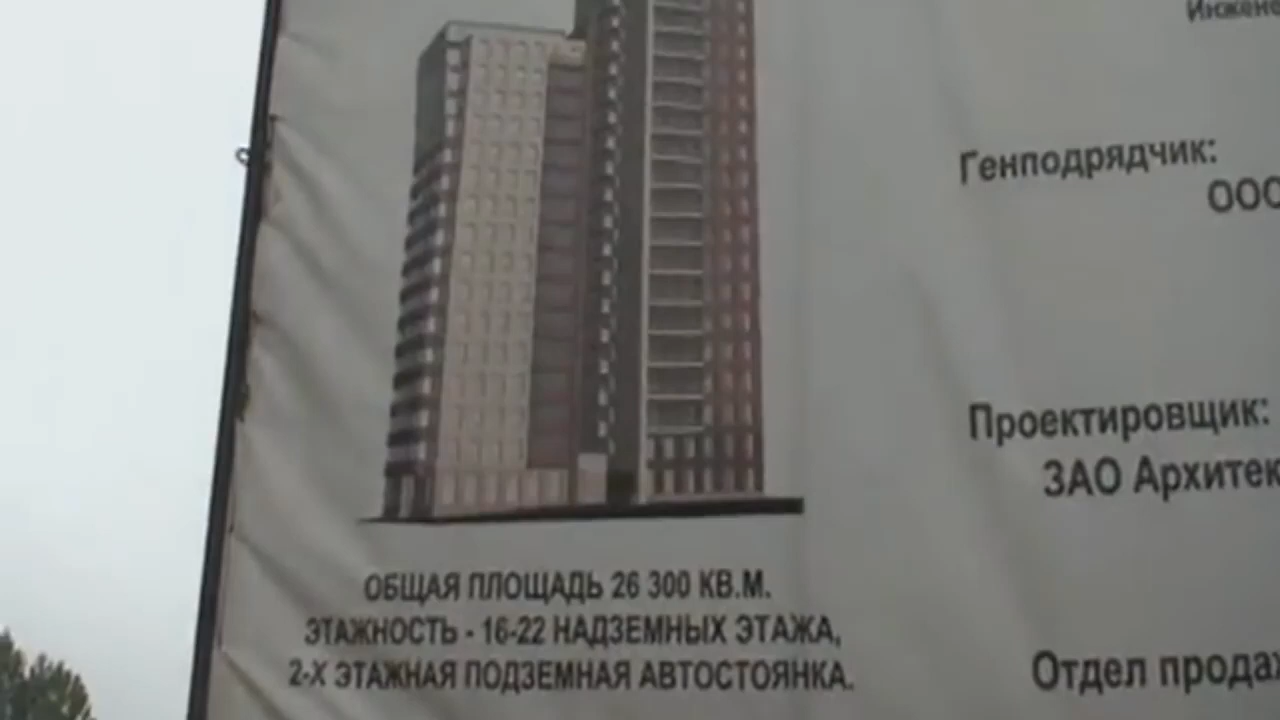 Генподрядчик:
ООО
Проектировщик:
ЗАО Архитек
ОБЩАЯ ПЛОЩАДЬ 26 300 КВ.М.
ЭТАЖНОСТЬ - 16-22 НАДЗЕМНЫХ ЭТАЖА,
2-Х ЭТАЖНАЯ ПОДЗЕМНАЯ АВТОСТОЯНКА.
Отдел продаж